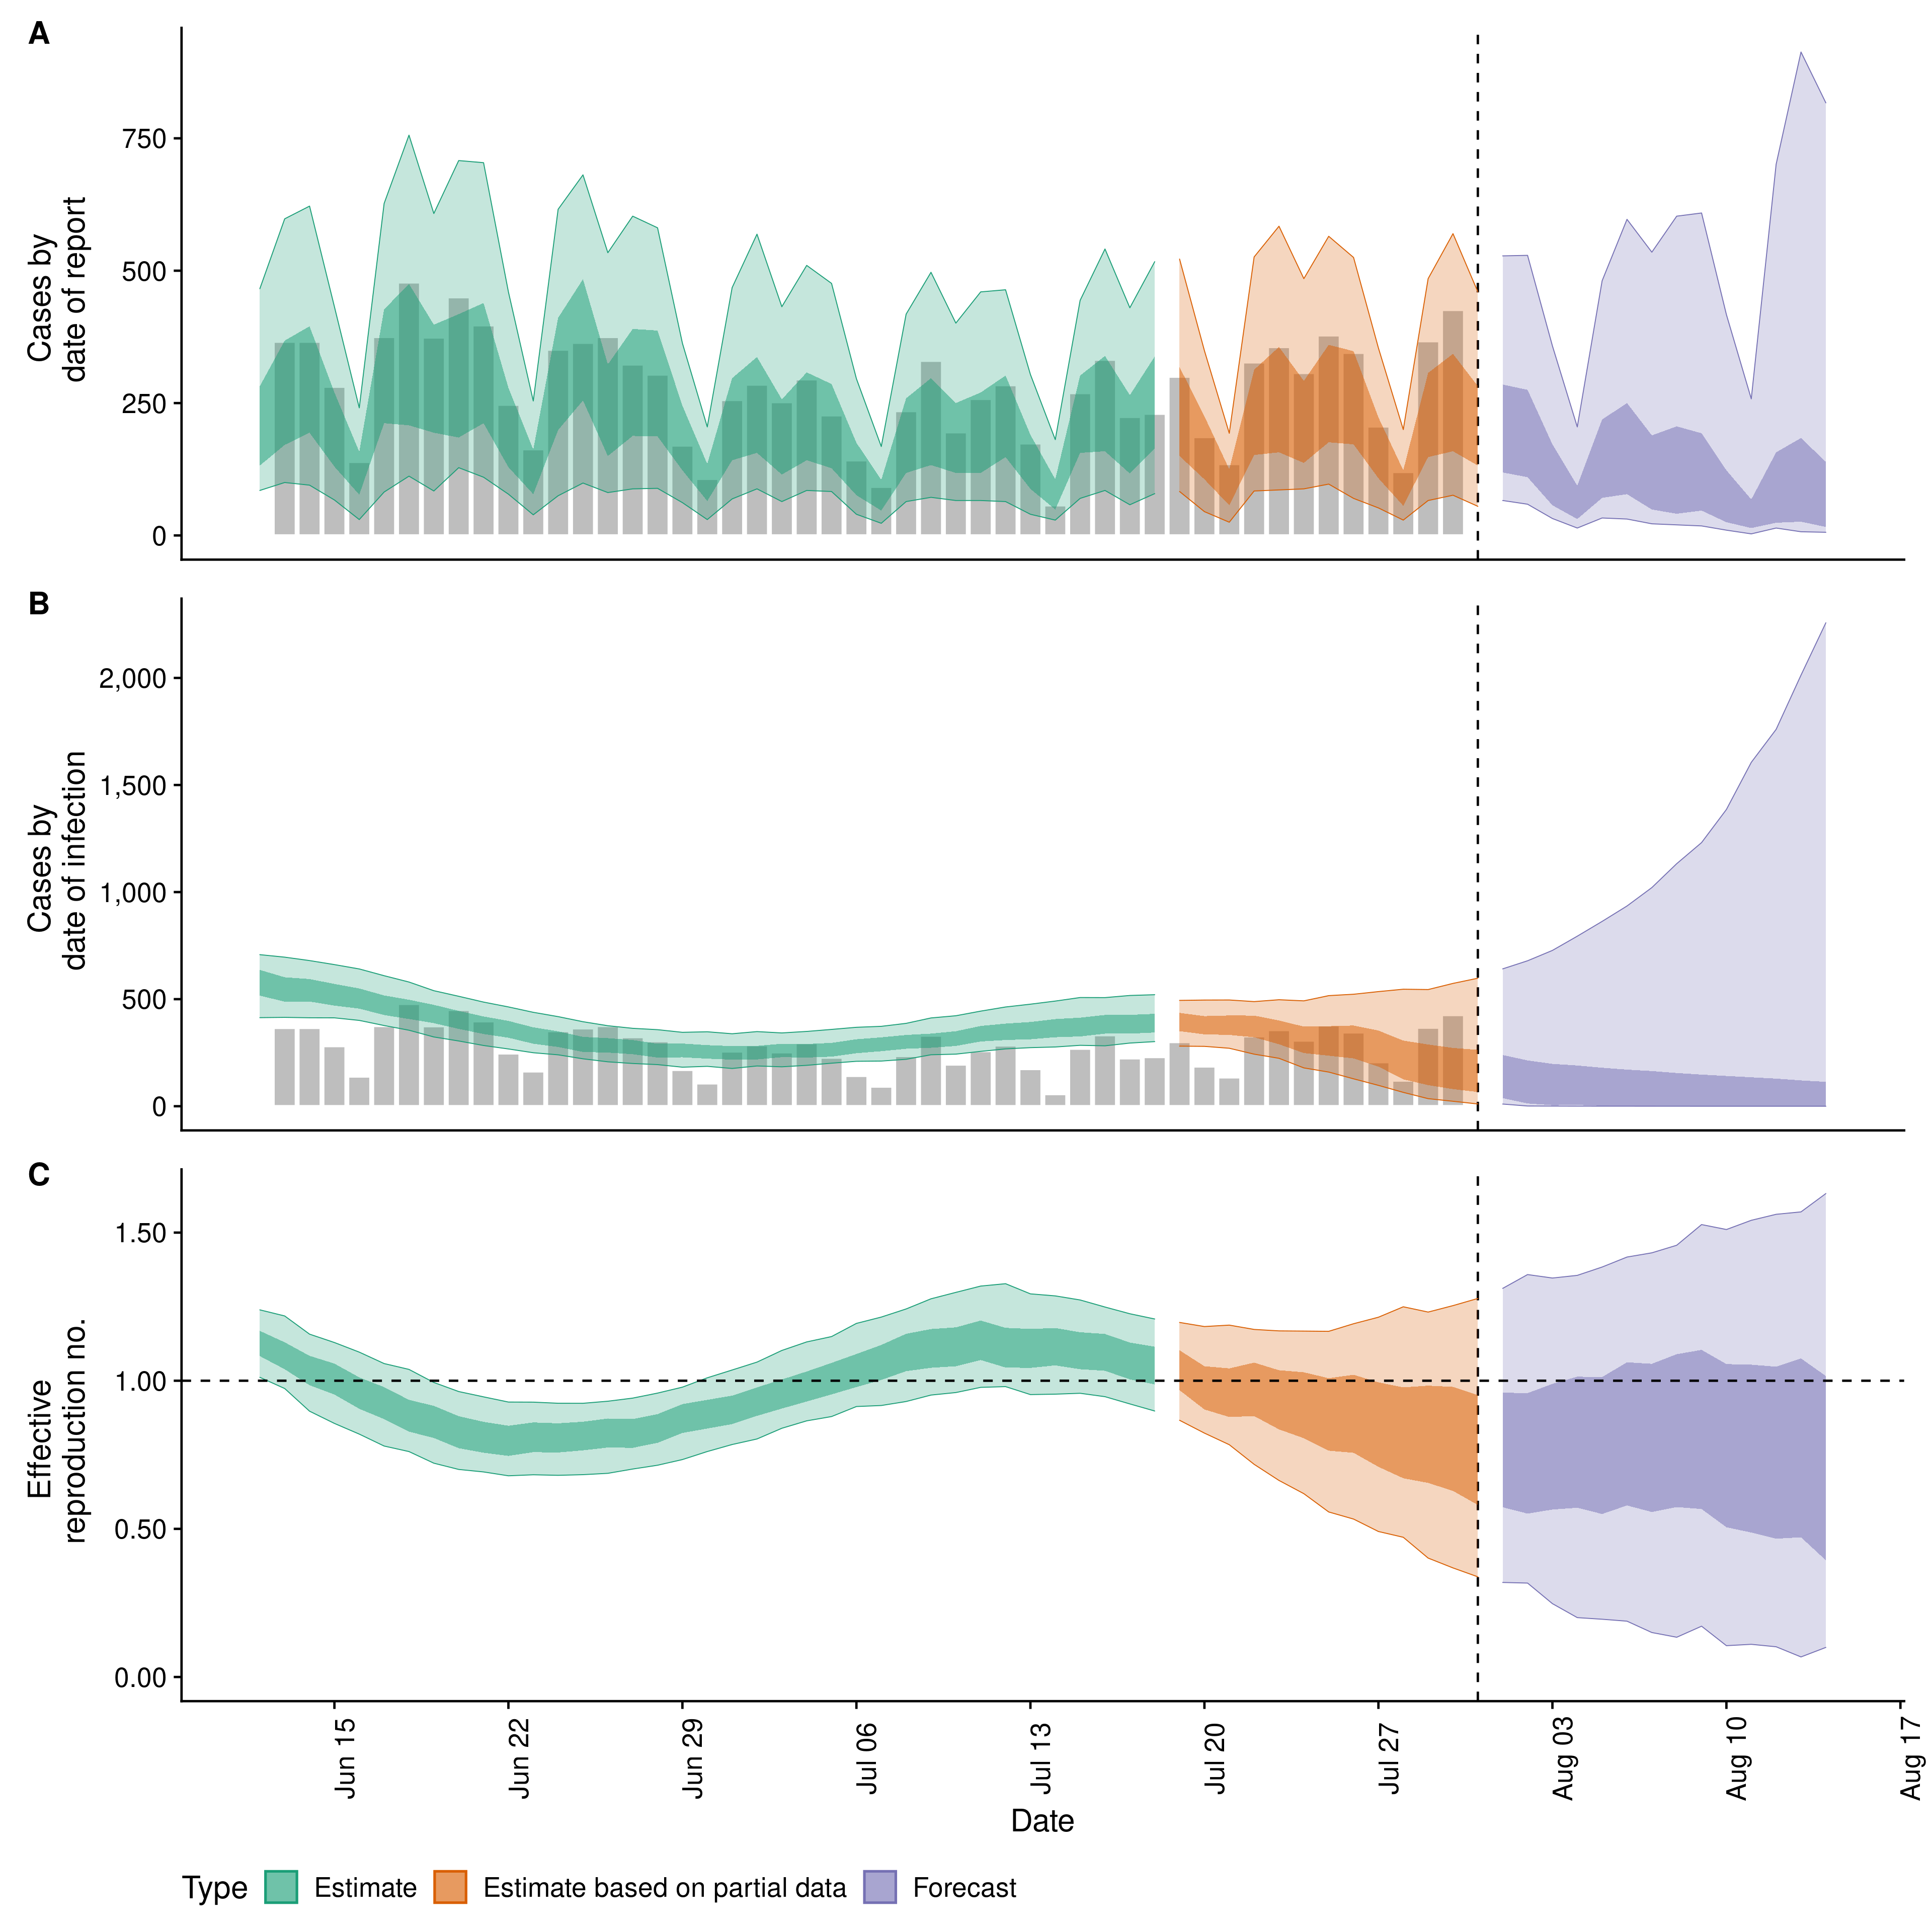 A
Cases by
date of report
750
500
250
0
B
Cases by
date of infection
2,000
1,500
1,000
500
0
C
Effective
reproduction no.
1.50
1.00
0.50
0.00
Jun 15
Jun 22
Jun 29
Jul 06
Jul 13
Jul 20
Jul 27
Aug 03
Aug 10
Aug 17
Date
Type Estimate Estimate based on partial data Forecast